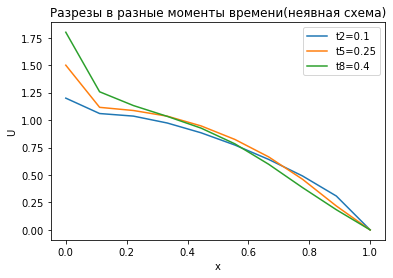 Разрезы в разные моменты времени(неявная схема)
t2=0.1
t5=0.25
t8=0.4
U
1.75
1.50
1.25
1.00
0.75
0.50
0.25
0.00
0.0 0.2 0.4 0.6 0.8 1.0
x